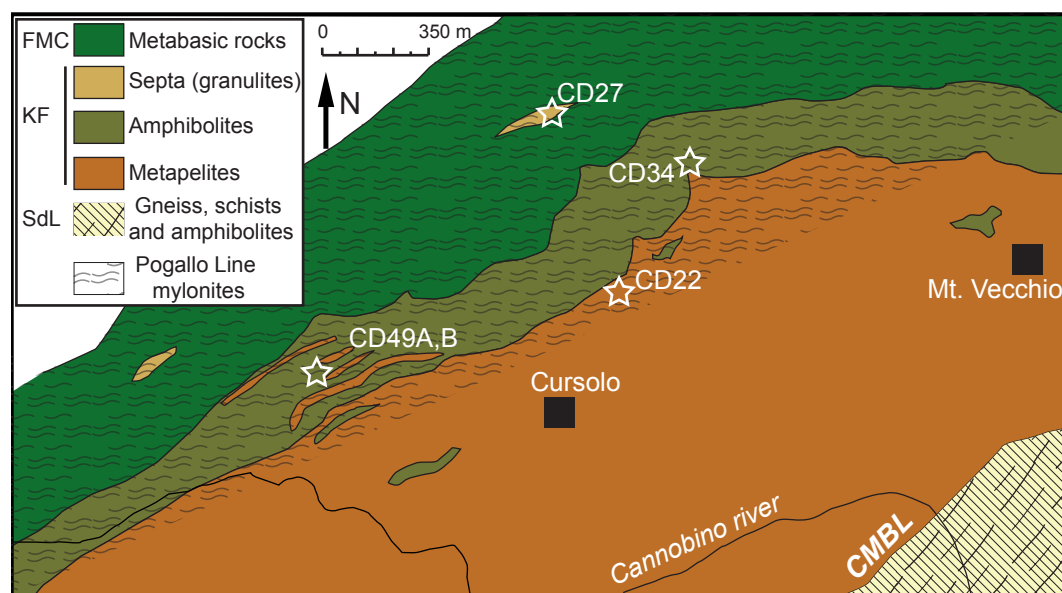 FMC Metabasic rocks
Septa (granulites)
KF Amphibolites
Metapelites
SdL Gneiss, schists
and amphibolites
Pogallo Line
mylonites
0 350 m
N
CD27
CD34
CD22
Mt. Vecchio
CD49A,B
Cursolo
Cannobino river
CMBL